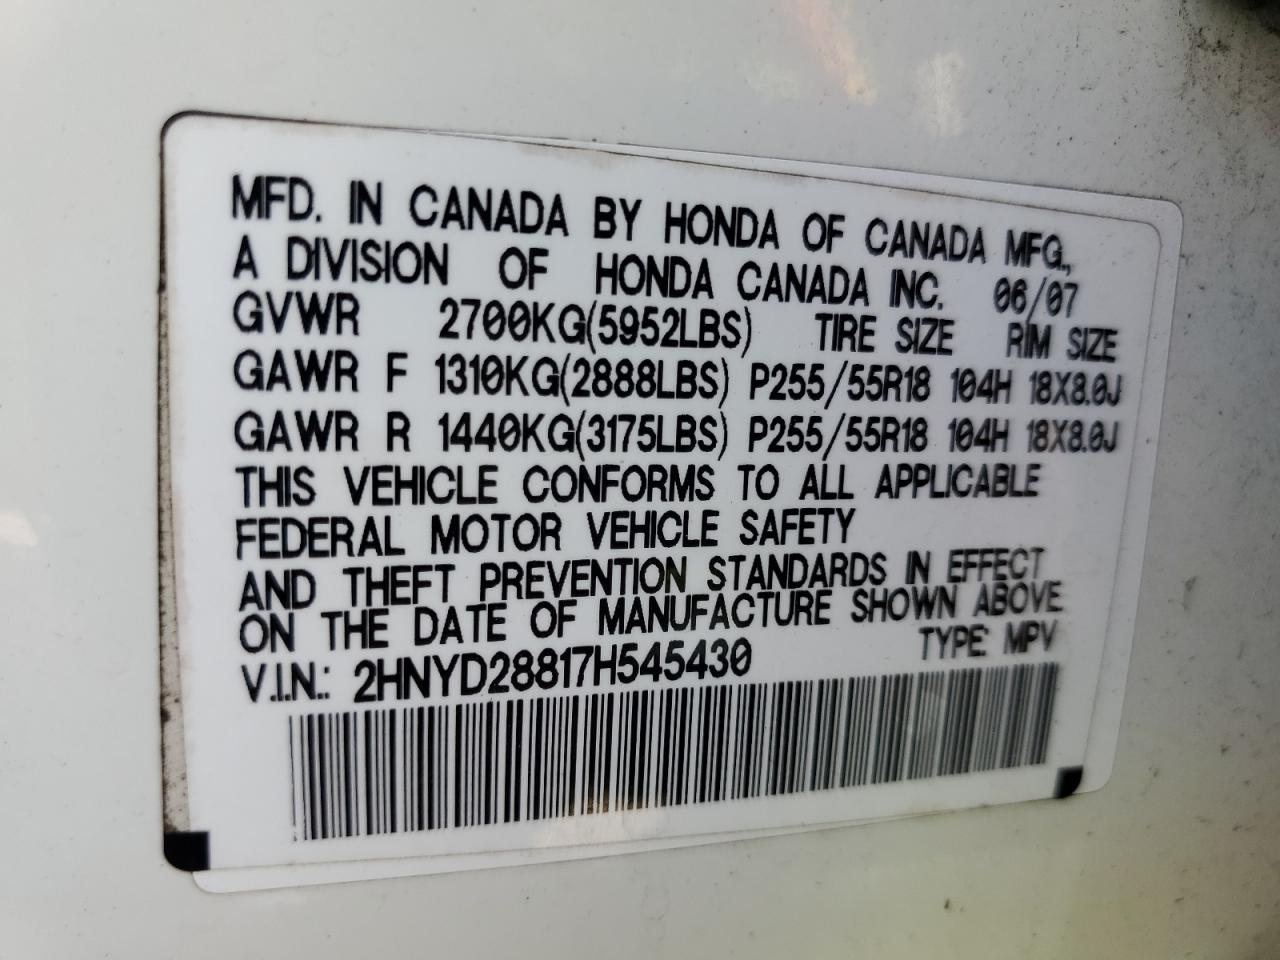 MFD. IN CANADA BY HONDA OF CANADA MFG.,
A DIVISION OF HONDA CANADA INC. 06/07
GVWR 2700KG(5952LBS) TIRE SIZE RIM SIZE
GAWR F 1310KG(2888LBS) P255/55R18 104H 18X8.0J
GAWR R 1440KG(3175LBS) P255/55R18 104H 18X8.0J
THIS VEHICLE CONFORMS TO ALL APPLICABLE
FEDERAL MOTOR VEHICLE SAFETY
AND THEFT PREVENTION STANDARDS IN EFFECT
ON THE DATE OF MANUFACTURE SHOWN ABOVE
V.I.N.: 2HNYD28817H545430 TYPE: MPV